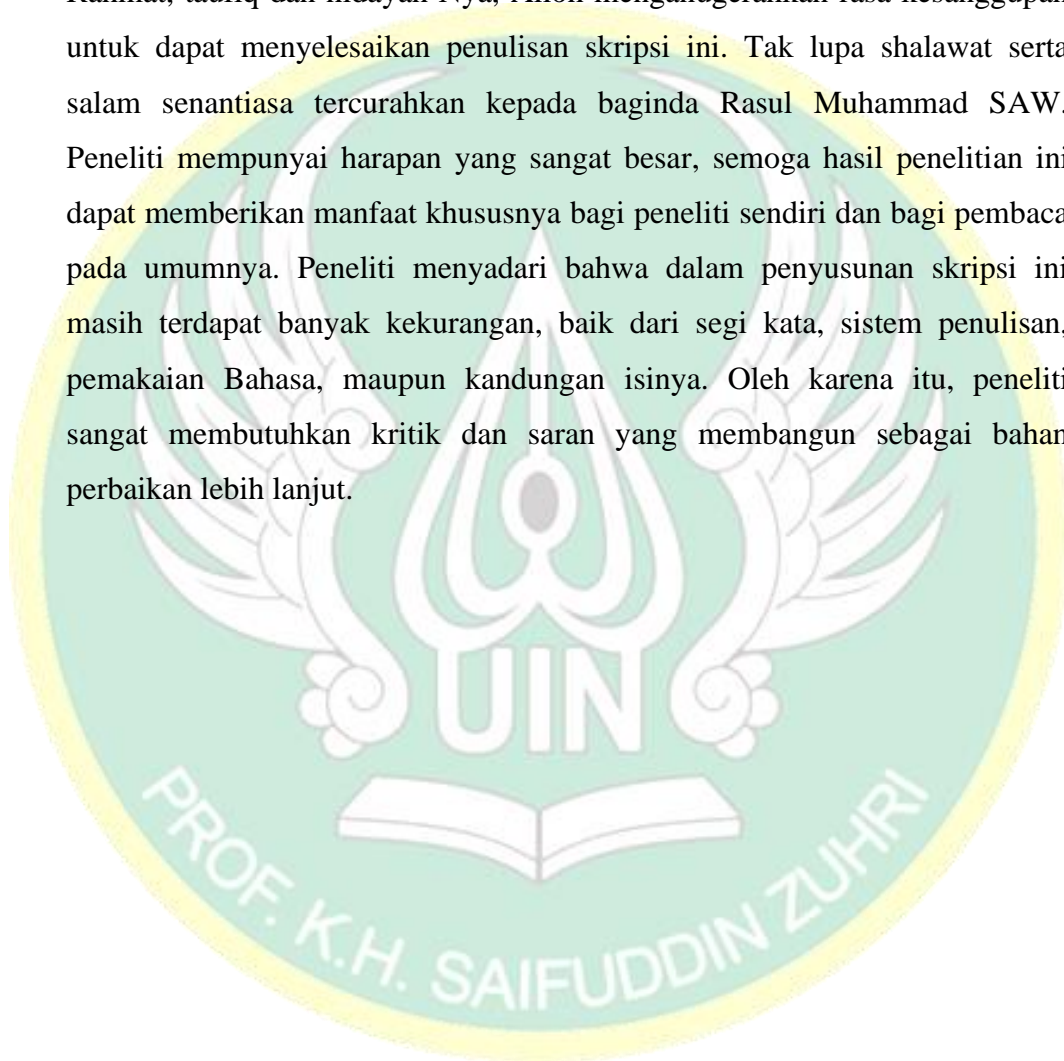 untuk dapat menyelesaikan penulisan skripsi ini. Tak lupa shalawat serta
salam senantiasa tercurahkan kepada baginda Rasul Muhammad SAW.
Peneliti mempunyai harapan yang sangat besar, semoga hasil penelitian ini
dapat memberikan manfaat khususnya bagi peneliti sendiri dan bagi pembaca
pada umumnya. Peneliti menyadari bahwa dalam penyusunan skripsi ini
masih terdapat banyak kekurangan, baik dari segi kata, sistem penulisan,
pemakaian Bahasa, maupun kandungan isinya. Oleh karena itu, peneliti
sangat membutuhkan kritik dan saran yang membangun sebagai bahan
perbaikan lebih lanjut.
UIN
PROF. K.H. SAIFUDDIN ZUHRI